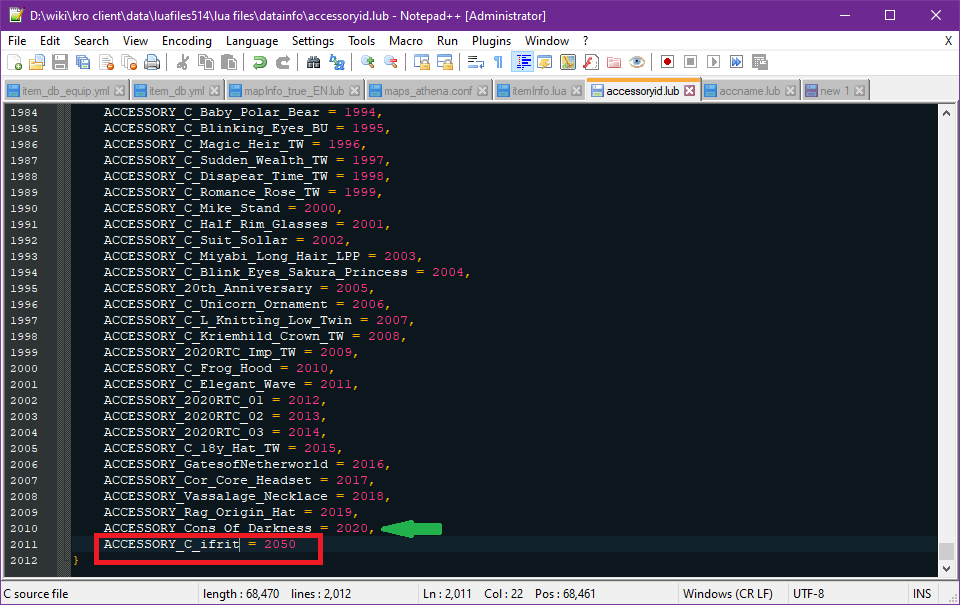 D:\wiki\kro client\data\luafiles514\lua files\datainfo\accessoryid.lub - Notepad++ [Administrator]
File Edit Search View Encoding Language Settings Tools Macro Run Plugins Window ? X
item_db_equip.yml item_db.yml mapInfo_true_EN.lub maps_athena.conf itemInfo.lua accessoryid.lub accname.lub new 1
1984 ACCESSORY_C_Baby_Polar_Bear = 1994,
1985 ACCESSORY_C_Blinking_Eyes_BU = 1995,
1986 ACCESSORY_C_Magic_Heir_TW = 1996,
1987 ACCESSORY_C_Sudden_Wealth_TW = 1997,
1988 ACCESSORY_C_Disapear_Time_TW = 1998,
1989 ACCESSORY_C_Romance_Rose_TW = 1999,
1990 ACCESSORY_C_Mike_Stand = 2000,
1991 ACCESSORY_C_Half_Rim_Glasses = 2001,
1992 ACCESSORY_C_Suit_Sollar = 2002,
1993 ACCESSORY_C_Miyabi_Long_Hair_LPP = 2003,
1994 ACCESSORY_C_Blink_Eyes_Sakura_Princess = 2004,
1995 ACCESSORY_20th_Anniversary = 2005,
1996 ACCESSORY_C_Unicorn_Ornament = 2006,
1997 ACCESSORY_C_L_Knitting_Low_Twin = 2007,
1998 ACCESSORY_C_Kriemhild_Crown_TW = 2008,
1999 ACCESSORY_2020RTC_Imp_TW = 2009,
2000 ACCESSORY_C_Frog_Hood = 2010,
2001 ACCESSORY_C_Elegant_Wave = 2011,
2002 ACCESSORY_2020RTC_01 = 2012,
2003 ACCESSORY_2020RTC_02 = 2013,
2004 ACCESSORY_2020RTC_03 = 2014,
2005 ACCESSORY_C_18y_Hat_TW = 2015,
2006 ACCESSORY_GatesofNetherworld = 2016,
2007 ACCESSORY_Cor_Core_Headset = 2017,
2008 ACCESSORY_Vassalage_Necklace = 2018,
2009 ACCESSORY_Rag_Origin_Hat = 2019,
2010 ACCESSORY_Cons_Of_Darkness = 2020,
2011 ACCESSORY_C_ifrit = 2050
2012 }
C source file length : 68,470 lines : 2,012 Ln : 2,011 Col : 22 Pos : 68,461 Windows (CR LF) UTF-8 INS